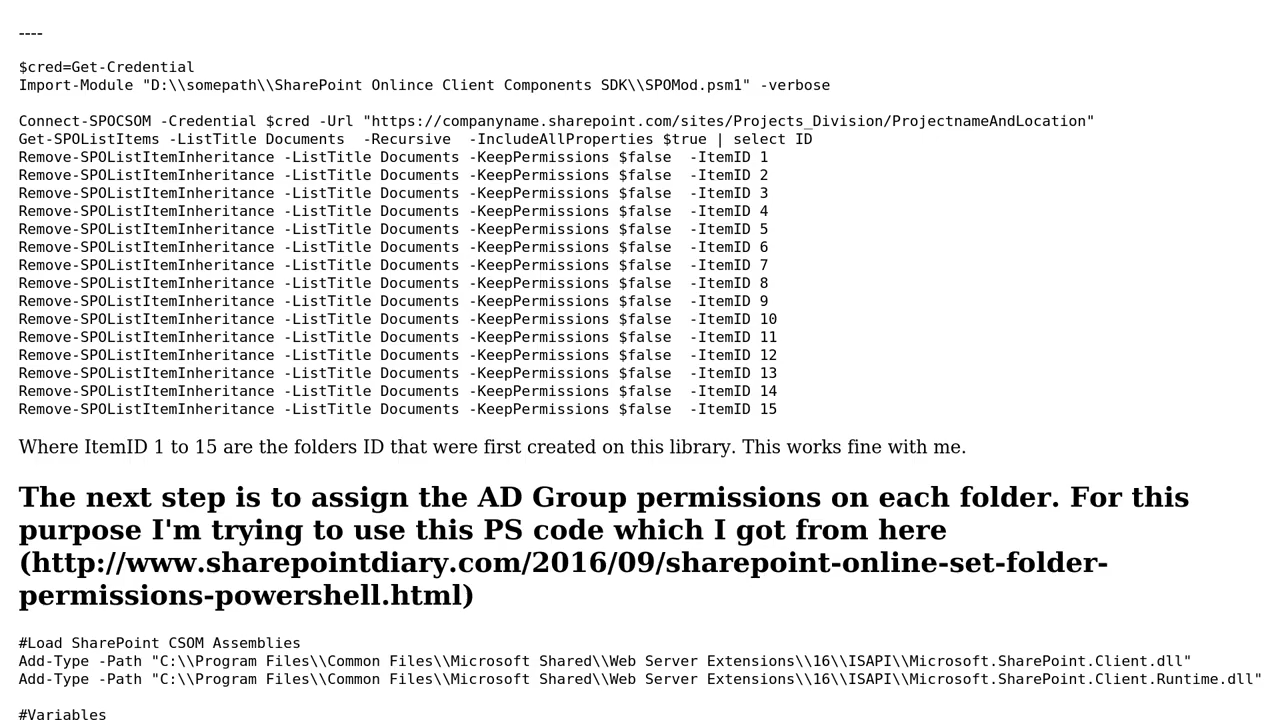 ----
$cred=Get-Credential
Import-Module "D:\\somepath\\SharePoint Onlince Client Components SDK\\SPOMod.psm1" -verbose
Connect-SPOCSOM -Credential $cred -Url "https://companyname.sharepoint.com/sites/Projects_Division/ProjectnameAndLocation"
Get-SPOListItems -ListTitle Documents  -Recursive  -IncludeAllProperties $true | select ID
Remove-SPOListItemInheritance -ListTitle Documents -KeepPermissions $false  -ItemID 1
Remove-SPOListItemInheritance -ListTitle Documents -KeepPermissions $false  -ItemID 2
Remove-SPOListItemInheritance -ListTitle Documents -KeepPermissions $false  -ItemID 3
Remove-SPOListItemInheritance -ListTitle Documents -KeepPermissions $false  -ItemID 4
Remove-SPOListItemInheritance -ListTitle Documents -KeepPermissions $false  -ItemID 5
Remove-SPOListItemInheritance -ListTitle Documents -KeepPermissions $false  -ItemID 6
Remove-SPOListItemInheritance -ListTitle Documents -KeepPermissions $false  -ItemID 7
Remove-SPOListItemInheritance -ListTitle Documents -KeepPermissions $false  -ItemID 8
Remove-SPOListItemInheritance -ListTitle Documents -KeepPermissions $false  -ItemID 9
Remove-SPOListItemInheritance -ListTitle Documents -KeepPermissions $false  -ItemID 10
Remove-SPOListItemInheritance -ListTitle Documents -KeepPermissions $false  -ItemID 11
Remove-SPOListItemInheritance -ListTitle Documents -KeepPermissions $false  -ItemID 12
Remove-SPOListItemInheritance -ListTitle Documents -KeepPermissions $false  -ItemID 13
Remove-SPOListItemInheritance -ListTitle Documents -KeepPermissions $false  -ItemID 14
Remove-SPOListItemInheritance -ListTitle Documents -KeepPermissions $false  -ItemID 15
Where ItemID 1 to 15 are the folders ID that were first created on this library. This works fine with me.
The next step is to assign the AD Group permissions on each folder. For this
purpose I'm trying to use this PS code which I got from here
(http://www.sharepointdiary.com/2016/09/sharepoint-online-set-folder-
permissions-powershell.html)
#Load SharePoint CSOM Assemblies
Add-Type -Path "C:\\Program Files\\Common Files\\Microsoft Shared\\Web Server Extensions\\16\\ISAPI\\Microsoft.SharePoint.Client.dll"
Add-Type -Path "C:\\Program Files\\Common Files\\Microsoft Shared\\Web Server Extensions\\16\\ISAPI\\Microsoft.SharePoint.Client.Runtime.dll"
#Variables